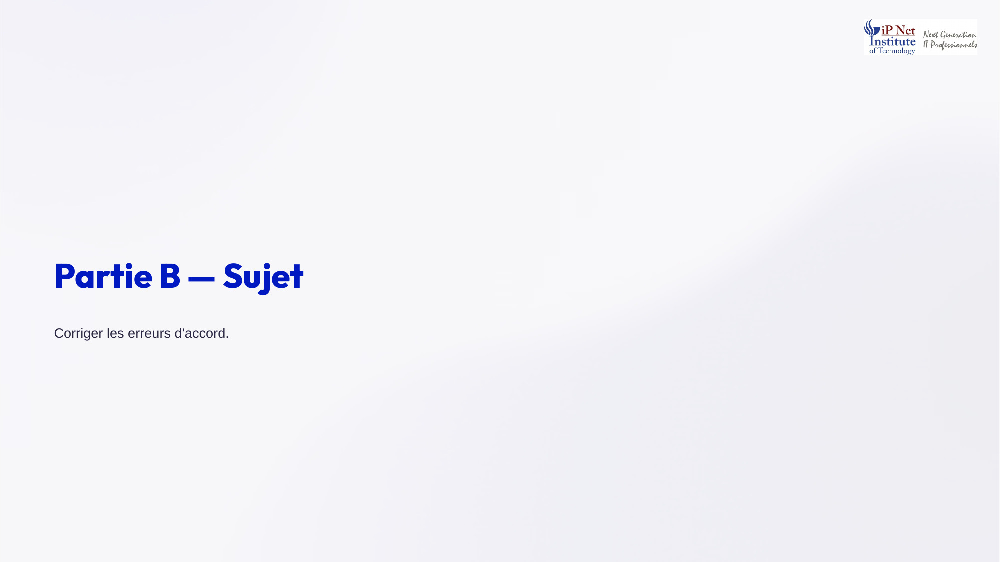 iP Net
Institute
of Technology
Next Generation
IT Professionnels
Partie B — Sujet
Corriger les erreurs d'accord.